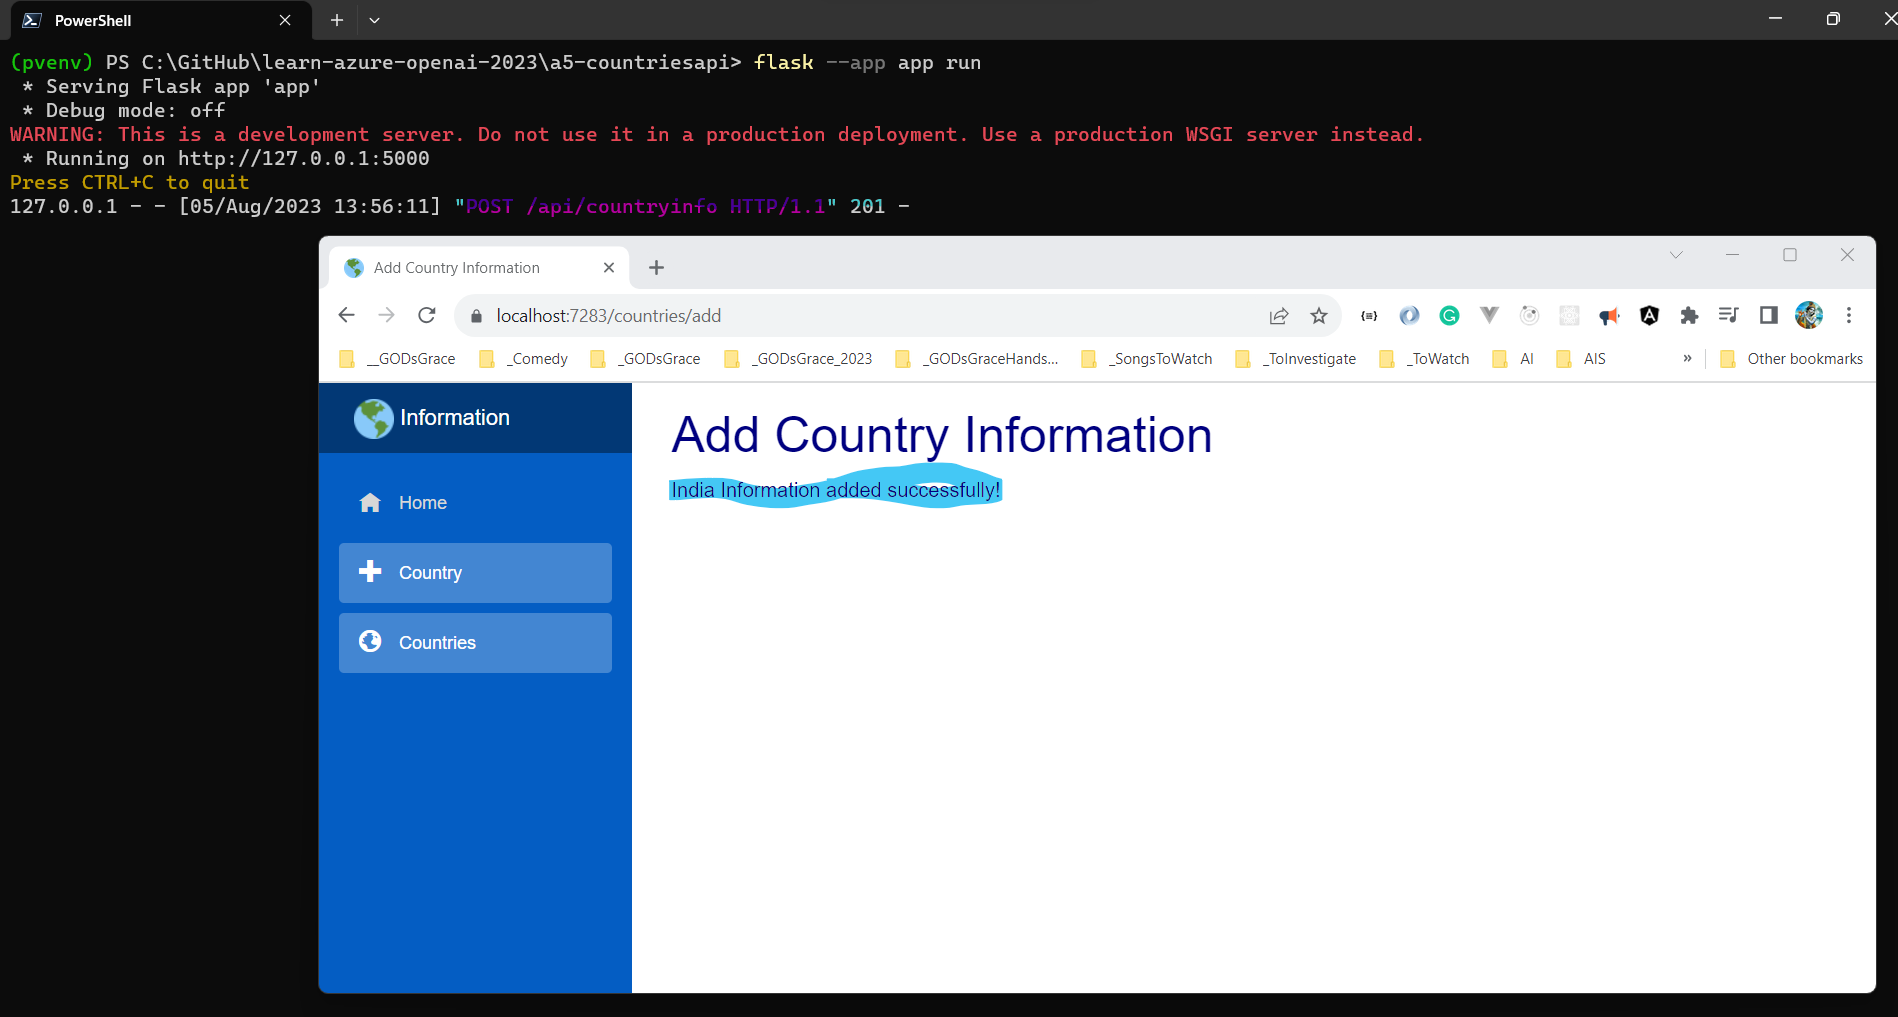 PowerShell
(pvenv) PS C:\GitHub\learn-azure-openai-2023\a5-countriesapi> flask --app app run
* Serving Flask app 'app'
* Debug mode: off
WARNING: This is a development server. Do not use it in a production deployment. Use a production WSGI server instead.
* Running on http://127.0.0.1:5000
Press CTRL+C to quit
127.0.0.1 - - [05/Aug/2023 13:56:11] "POST /api/countryinfo HTTP/1.1" 201 -
Add Country Information
localhost:7283/countries/add
__GODsGrace _Comedy _GODsGrace _GODsGrace_2023 _GODsGraceHands... _SongsToWatch _ToInvestigate _ToWatch AI AIS » Other bookmarks
Information
Add Country Information
India Information added successfully!
Home
Country
Countries